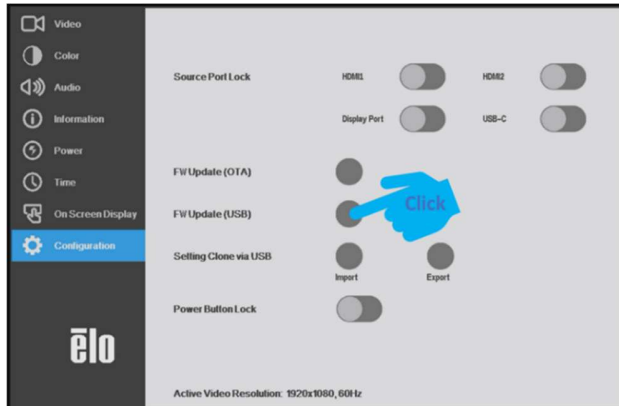 Video
Color
Audio
Information
Power
Time
On Screen Display
Configuration
ēlo
Source Port Lock
HDMI1
HDMI2
Display Port
USB-C
FW Update (OTA)
FW Update (USB)
Click
Setting Clone via USB
Import
Export
Power Button Lock
Active Video Resolution: 1920x1080, 60Hz